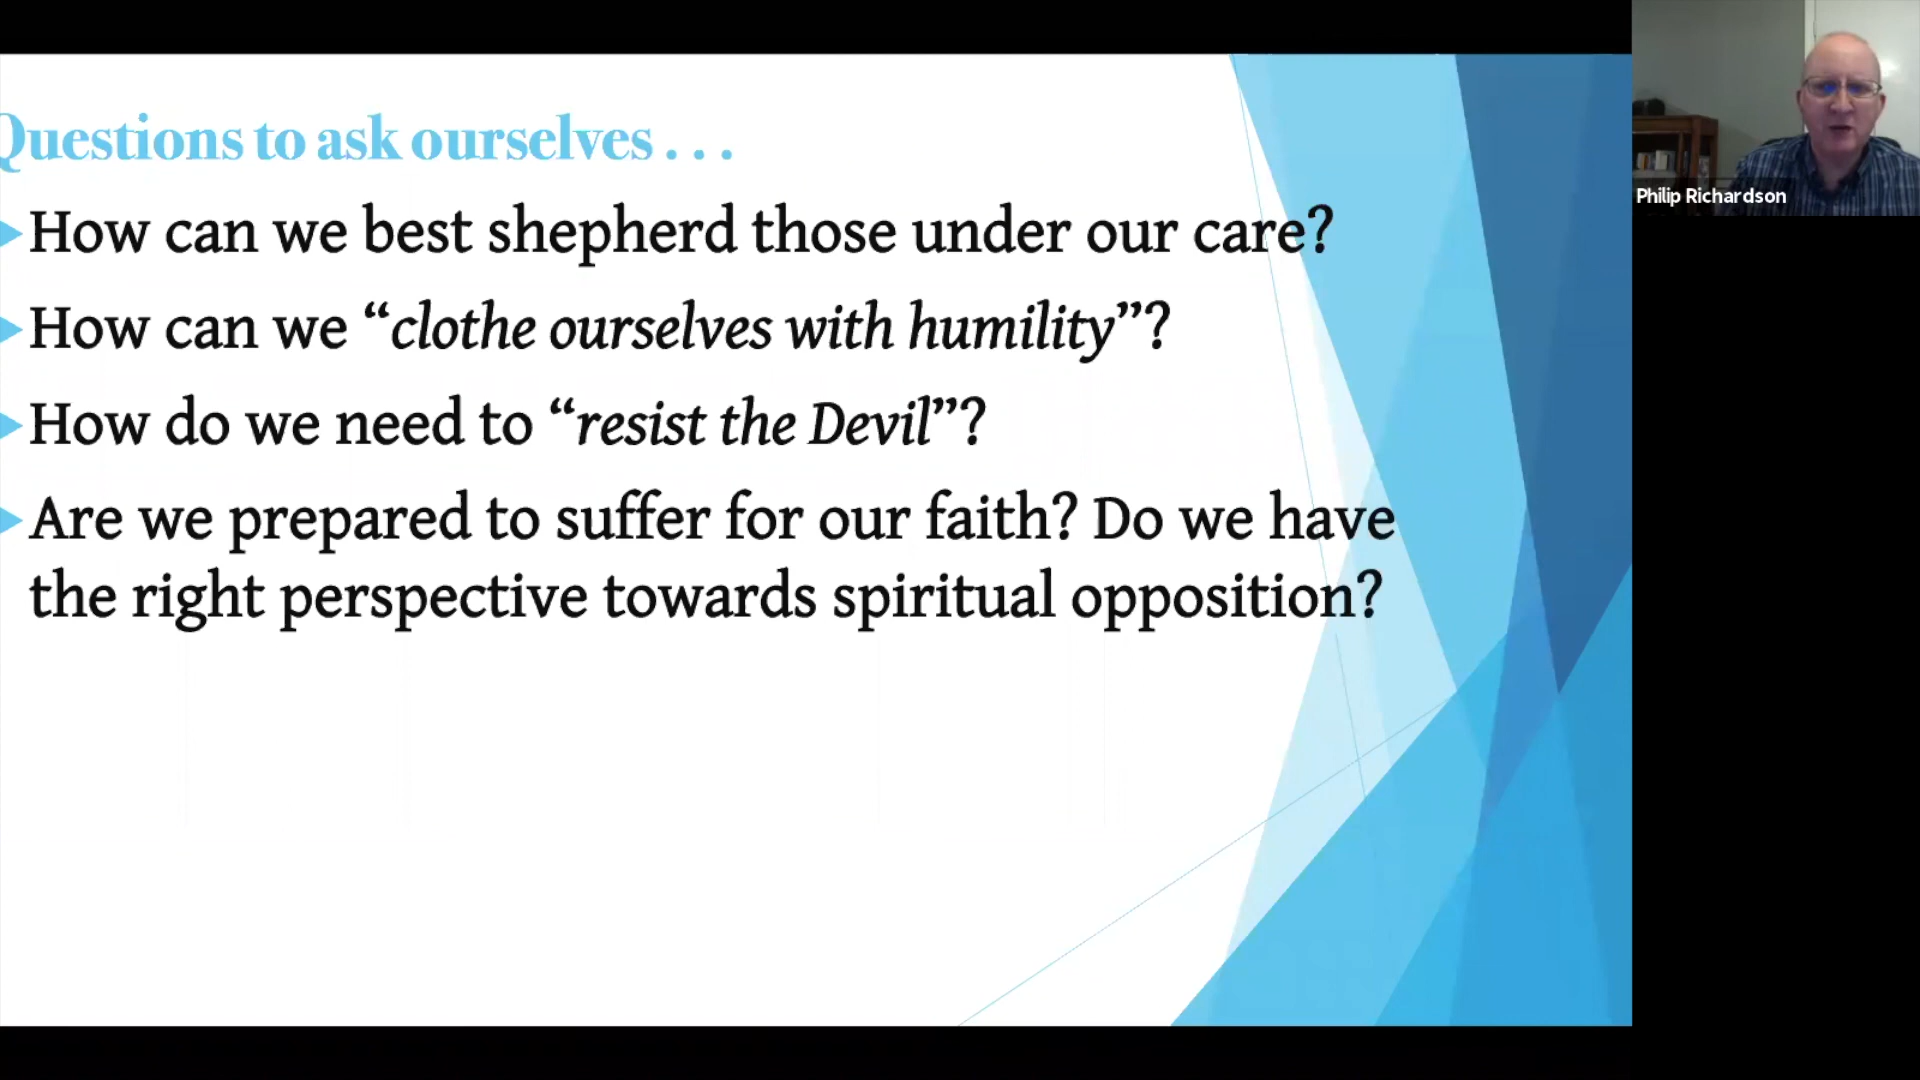 Questions to ask ourselves . . .
How can we best shepherd those under our care?
How can we “clothe ourselves with humility”?
How do we need to “resist the Devil”?
Are we prepared to suffer for our faith? Do we have
the right perspective towards spiritual opposition?
Philip Richardson